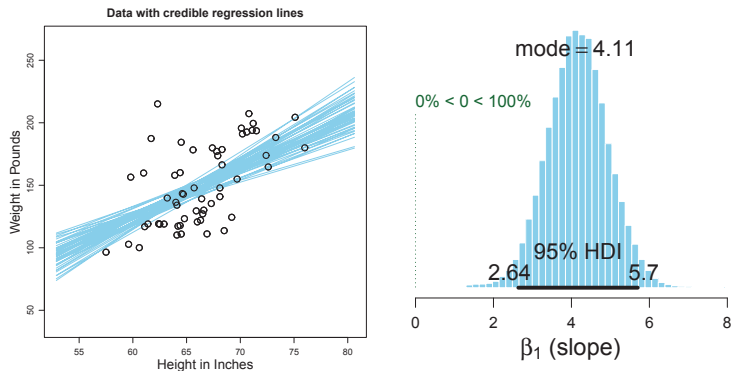 Data with credible regression lines
Weight in Pounds
250
200
150
100
50
55 60 65 70 75 80
Height in Inches
mode = 4.11
0% < 0 < 100%
95% HDI
2.64 5.7
0 2 4 6 8
β₁ (slope)